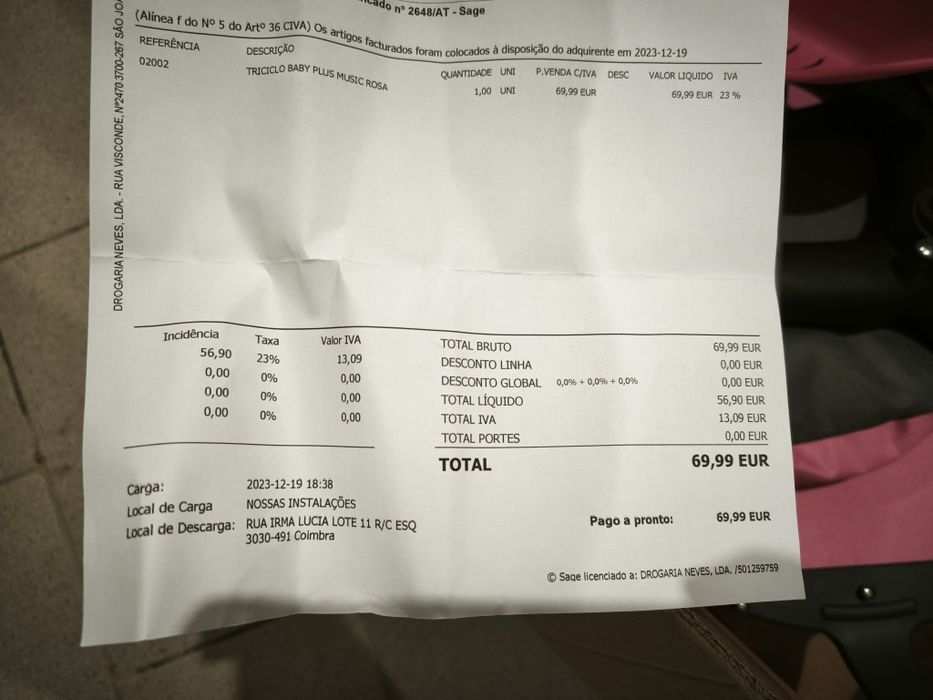 cado nº 2648/AT - Sage
(Alínea f do Nº 5 do Artº 36 CIVA) Os artigos facturados foram colocados à disposição do adquirente em 2023-12-19
REFERÊNCIA DESCRIÇÃO QUANTIDADE UNI P.VENDA C/IVA DESC VALOR LIQUIDO IVA
02002 TRICICLO BABY PLUS MUSIC ROSA 1,00 UNI 69,99 EUR 69,99 EUR 23 %
DROGARIA NEVES, LDA. - RUA VISCONDE, Nº2470 3700-267 SÃO JOÃ
Incidência Taxa Valor IVA
56,90 23% 13,09
0,00 0% 0,00
0,00 0% 0,00
0,00 0% 0,00
TOTAL BRUTO 69,99 EUR
DESCONTO LINHA 0,00 EUR
DESCONTO GLOBAL 0,0% + 0,0% + 0,0% 0,00 EUR
TOTAL LÍQUIDO 56,90 EUR
TOTAL IVA 13,09 EUR
TOTAL PORTES 0,00 EUR
TOTAL 69,99 EUR
Carga: 2023-12-19 18:38
Local de Carga NOSSAS INSTALAÇÕES
Local de Descarga: RUA IRMA LUCIA LOTE 11 R/C ESQ
3030-491 Coimbra
Pago a pronto: 69,99 EUR
© Sage licenciado a: DROGARIA NEVES, LDA. /501259759